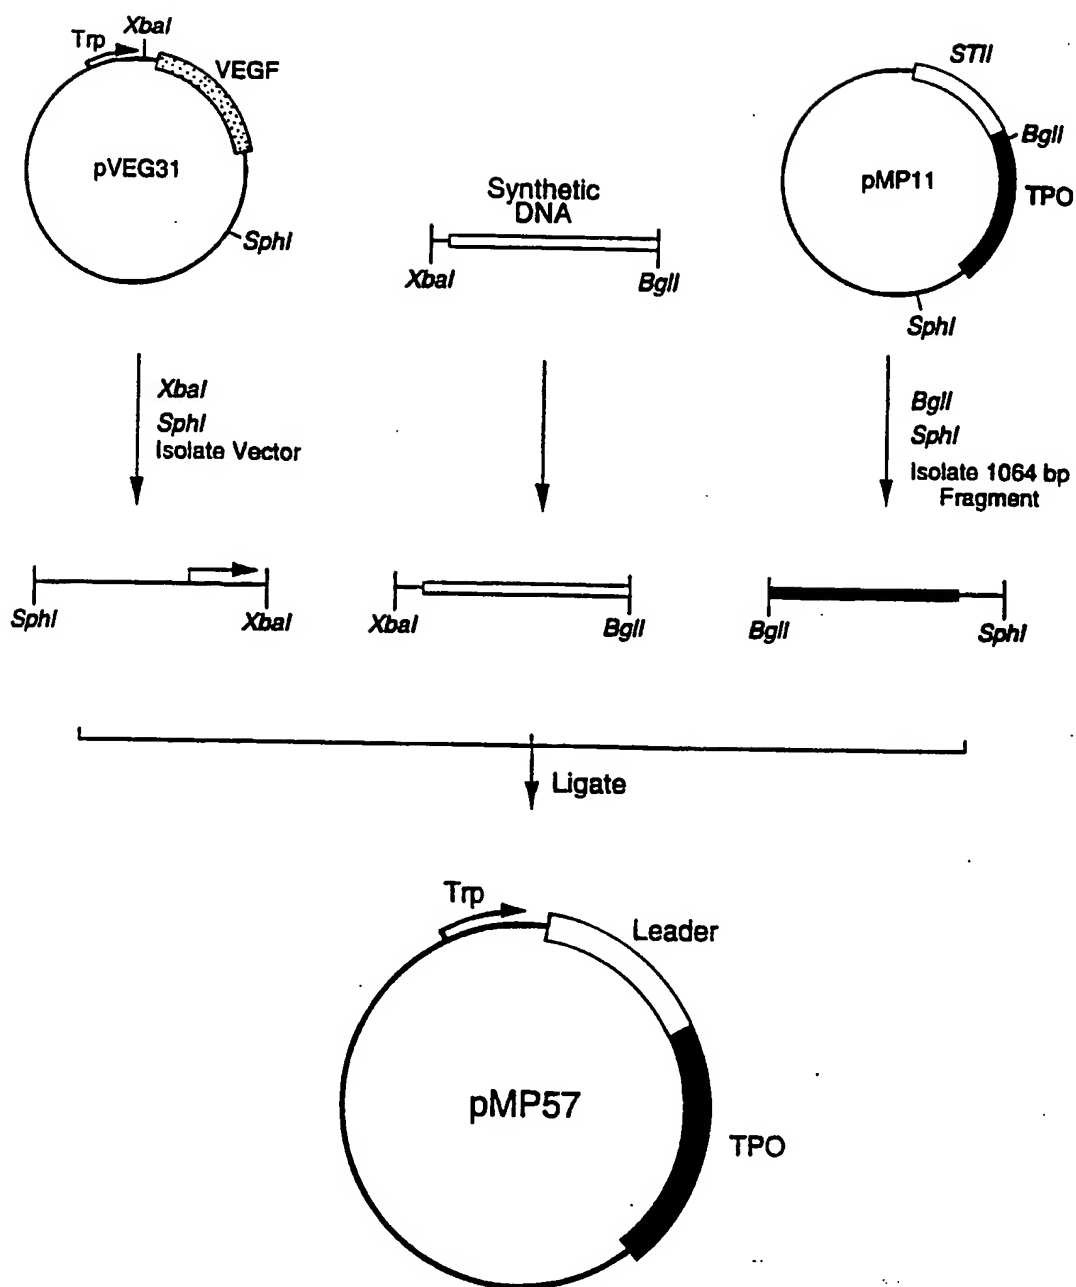 XbaI
Trp
VEGF
pVEG31
SphI
Synthetic
DNA
XbaI
BglI
STII
BglI
pMP11
TPO
SphI
XbaI
SphI
Isolate Vector
BglI
SphI
Isolate 1064 bp
Fragment
SphI
XbaI
XbaI
BglI
BglI
SphI
Ligate
Trp
Leader
pMP57
TPO